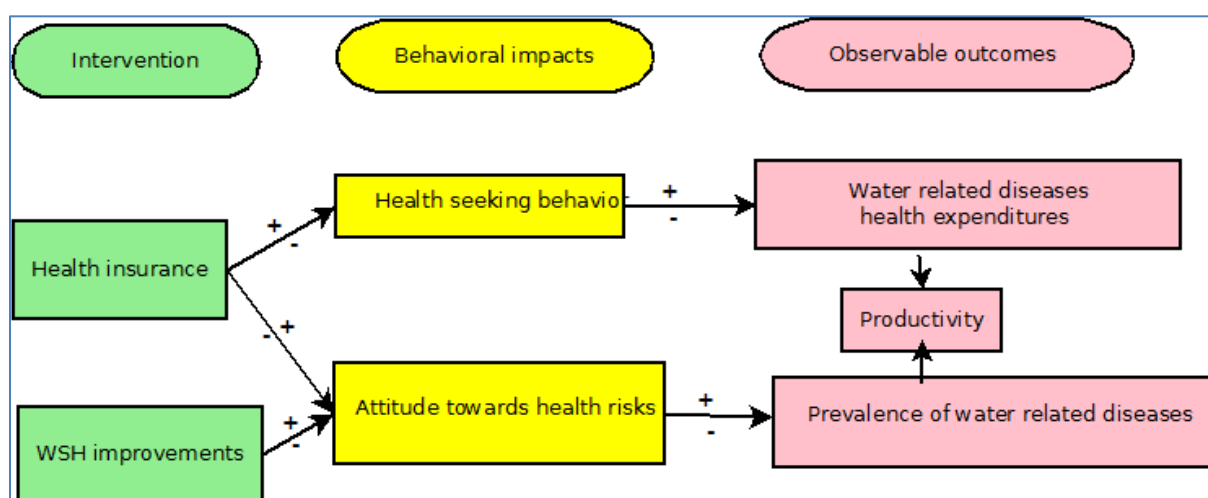 Intervention
Behavioral impacts
Observable outcomes
Health seeking behavior
+
-
+
-
Water related diseases
health expenditures
Health insurance
Productivity
+
-
Attitude towards health risks
+
-
Prevalence of water related diseases
WSH improvements
+
-